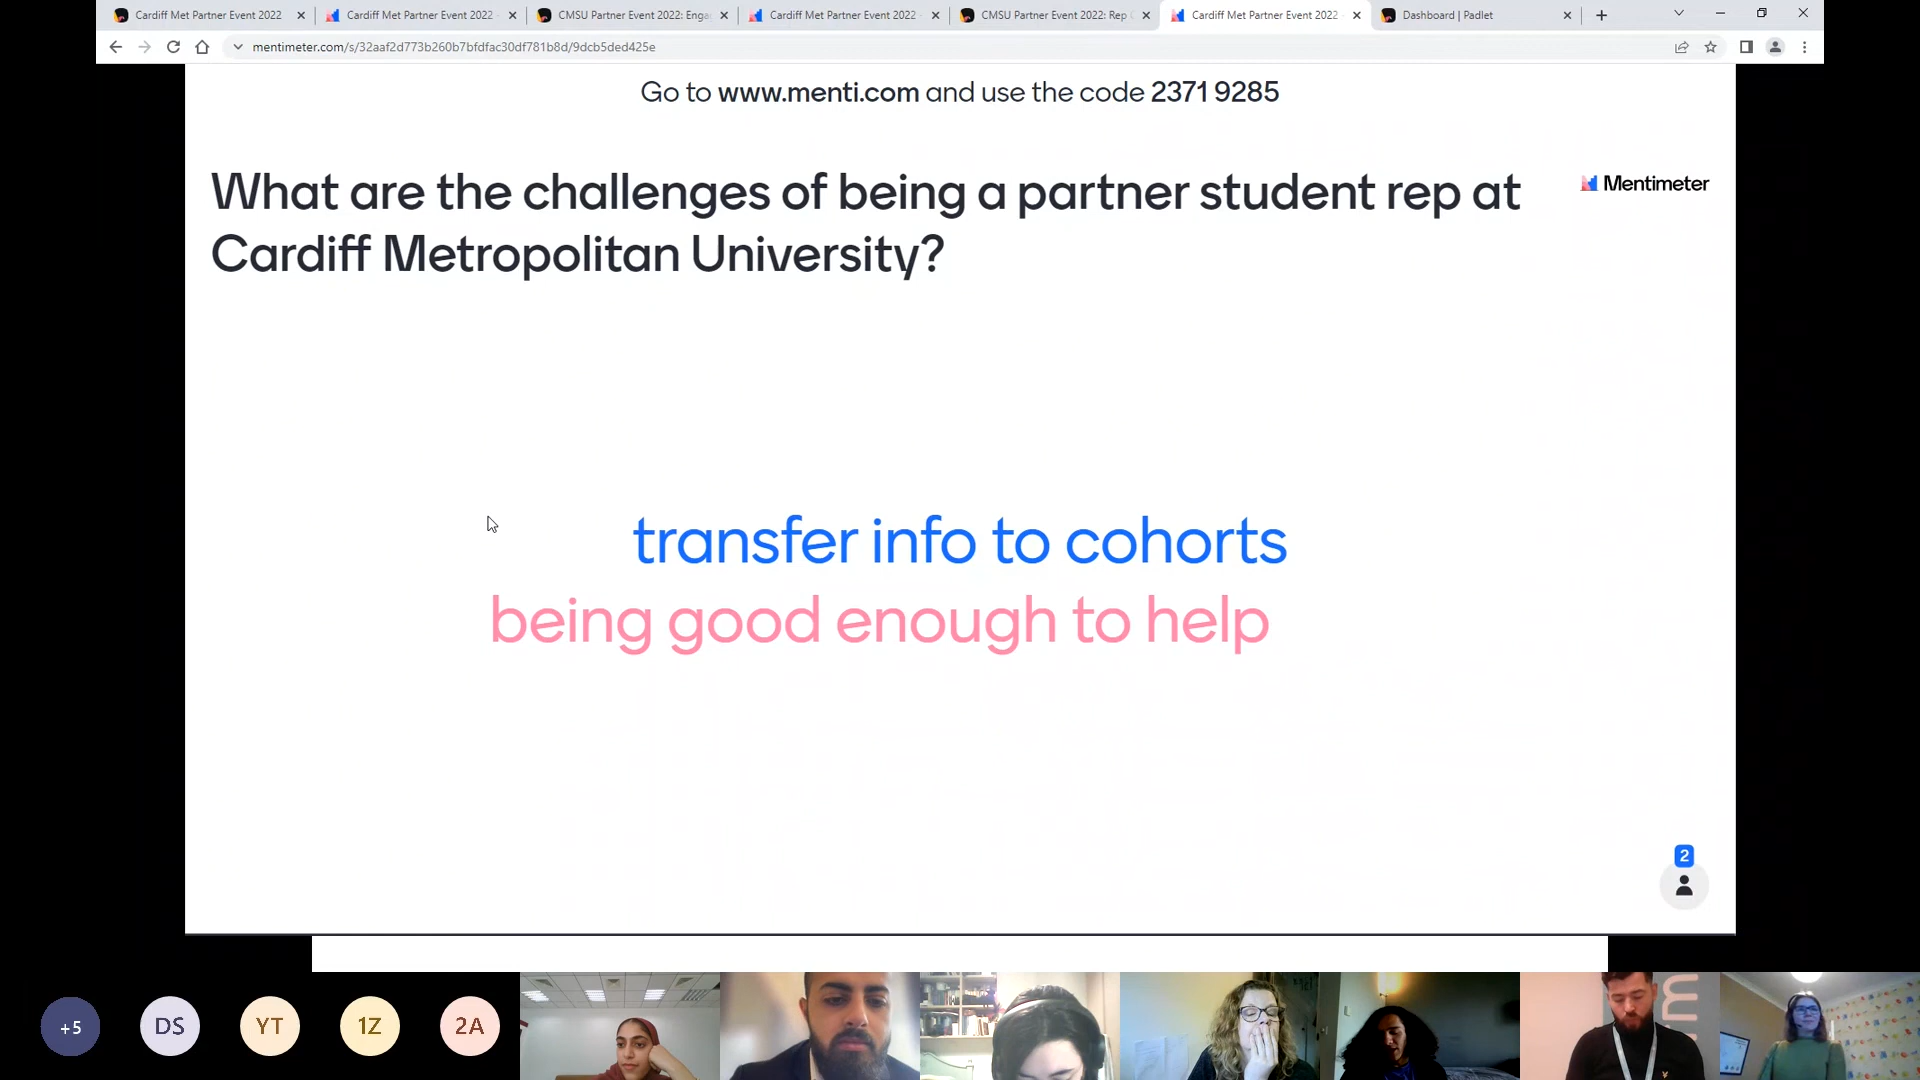 Cardiff Met Partner Event 2022
Cardiff Met Partner Event 2022 -
CMSU Partner Event 2022: Enga
Cardiff Met Partner Event 2022 -
CMSU Partner Event 2022: Rep
Cardiff Met Partner Event 2022
Dashboard | Padlet
mentimeter.com/s/32aaf2d773b260b7bfdfac30df781b8d/9dcb5ded425e
Go to www.menti.com and use the code 2371 9285
What are the challenges of being a partner student rep at
Cardiff Metropolitan University?
Mentimeter
transfer info to cohorts
being good enough to help
2
+5
DS
YT
1Z
2A